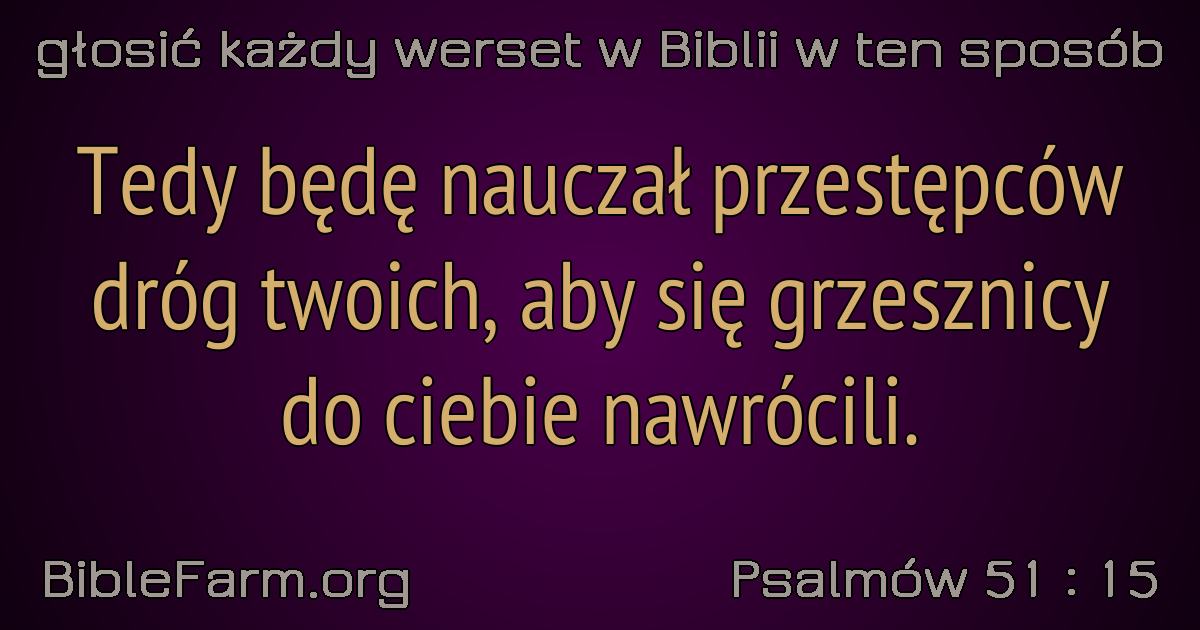 głosić każdy werset w Biblii w ten sposób
Tedy będę nauczał przestępców
dróg twoich, aby się grzesznicy
do ciebie nawrócili.
BibleFarm.org
Psalmów 51 : 15